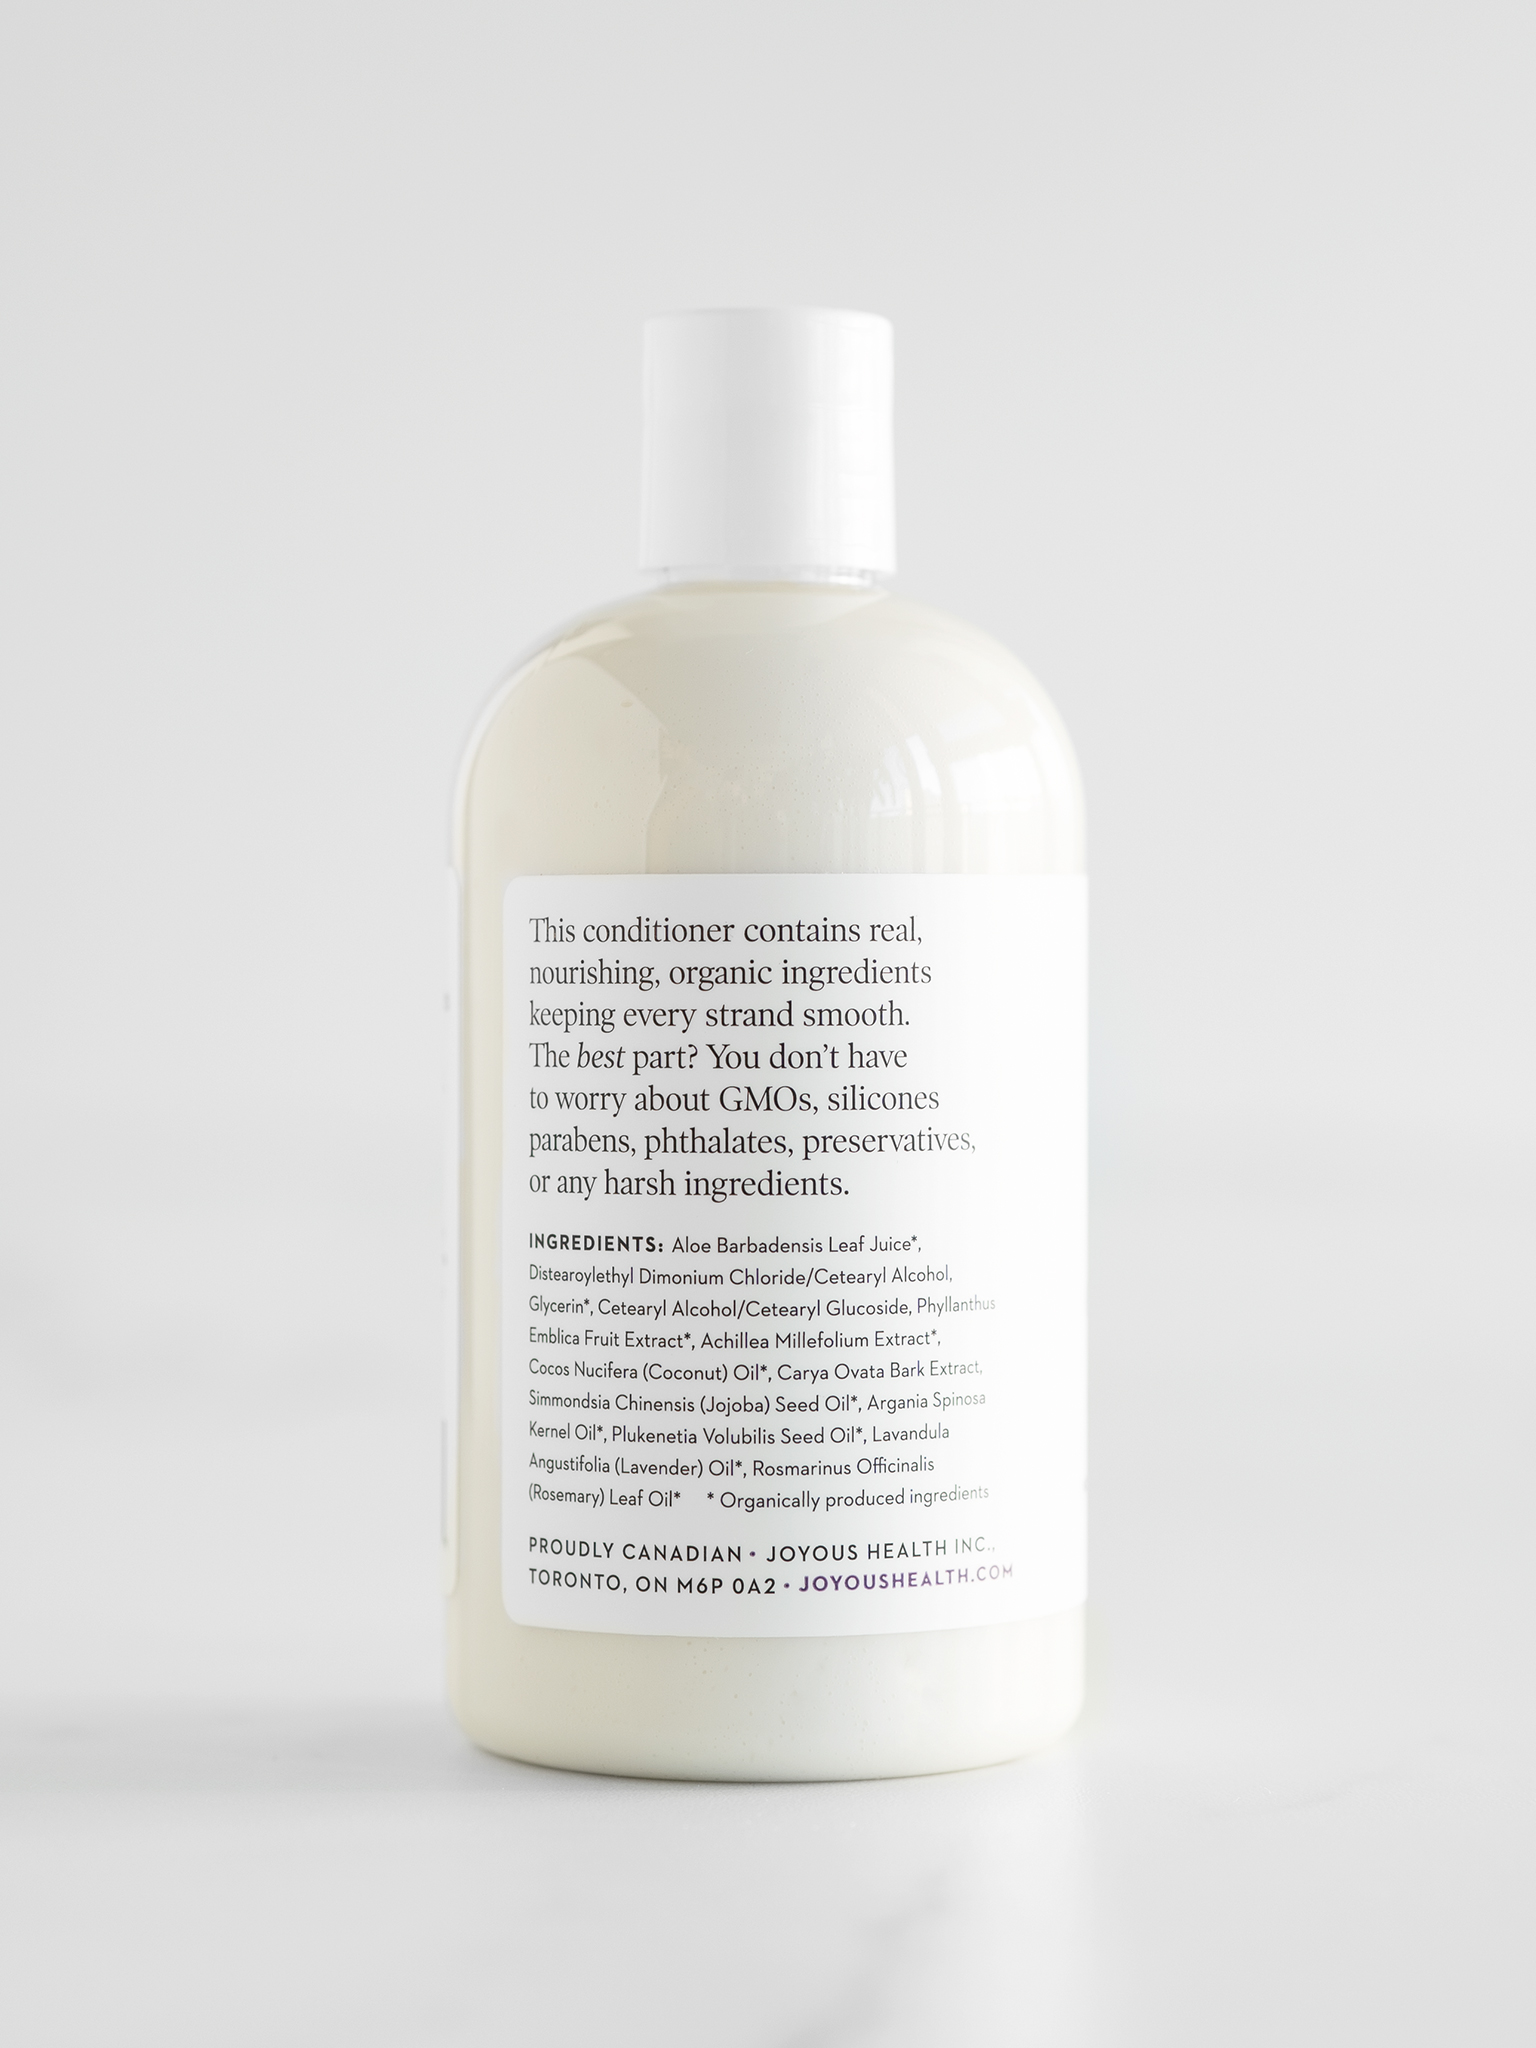 This conditioner contains real,
nourishing, organic ingredients
keeping every strand smooth.
The best part? You don't have
to worry about GMOs, silicones
parabens, phthalates, preservatives,
or any harsh ingredients.
INGREDIENTS: Aloe Barbadensis Leaf Juice*,
Distearoylethyl Dimonium Chloride/Cetearyl Alcohol,
Glycerin*, Cetearyl Alcohol/Cetearyl Glucoside, Phyllanthus
Emblica Fruit Extract*, Achillea Millefolium Extract*,
Cocos Nucifera (Coconut) Oil*, Carya Ovata Bark Extract,
Simmondsia Chinensis (Jojoba) Seed Oil*, Argania Spinosa
Kernel Oil*, Plukenetia Volubilis Seed Oil*, Lavandula
Angustifolia (Lavender) Oil*, Rosmarinus Officinalis
(Rosemary) Leaf Oil* * Organically produced ingredients
PROUDLY CANADIAN • JOYOUS HEALTH INC.,
TORONTO, ON M6P 0A2 • JOYOUSHEALTH.COM